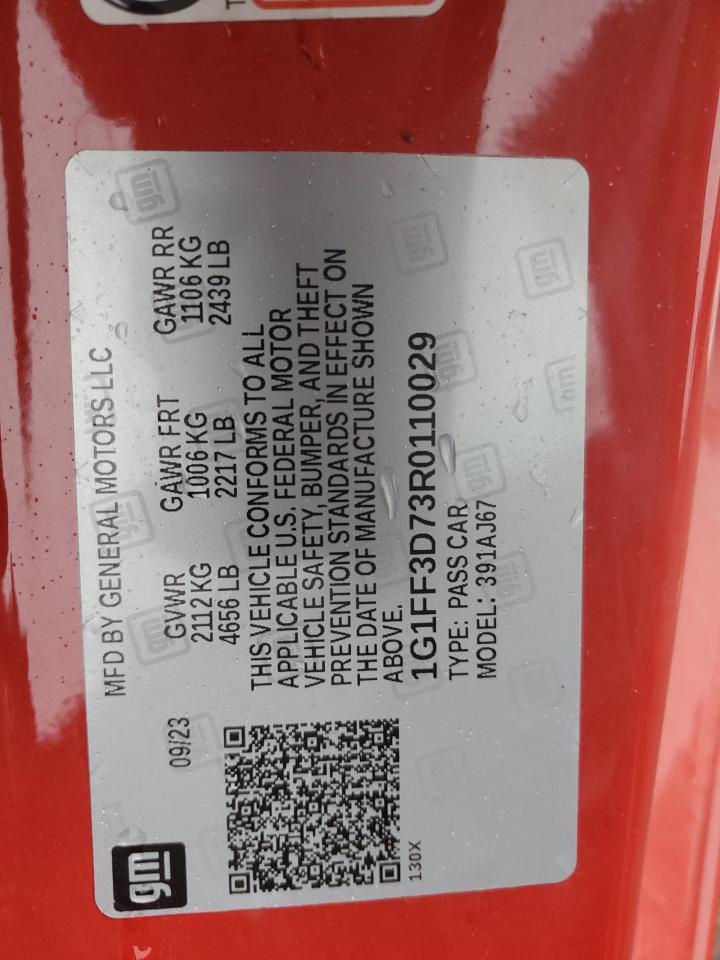 gm
09/23
MFD BY GENERAL MOTORS LLC
GVWR GAWR FRT GAWR RR
2112 KG 1006 KG 1106 KG
4656 LB 2217 LB 2439 LB
THIS VEHICLE CONFORMS TO ALL
APPLICABLE U.S. FEDERAL MOTOR
VEHICLE SAFETY, BUMPER, AND THEFT
PREVENTION STANDARDS IN EFFECT ON
THE DATE OF MANUFACTURE SHOWN
ABOVE.
1G1FF3D73R0110029
TYPE: PASS CAR
MODEL: 391AJ67
130X